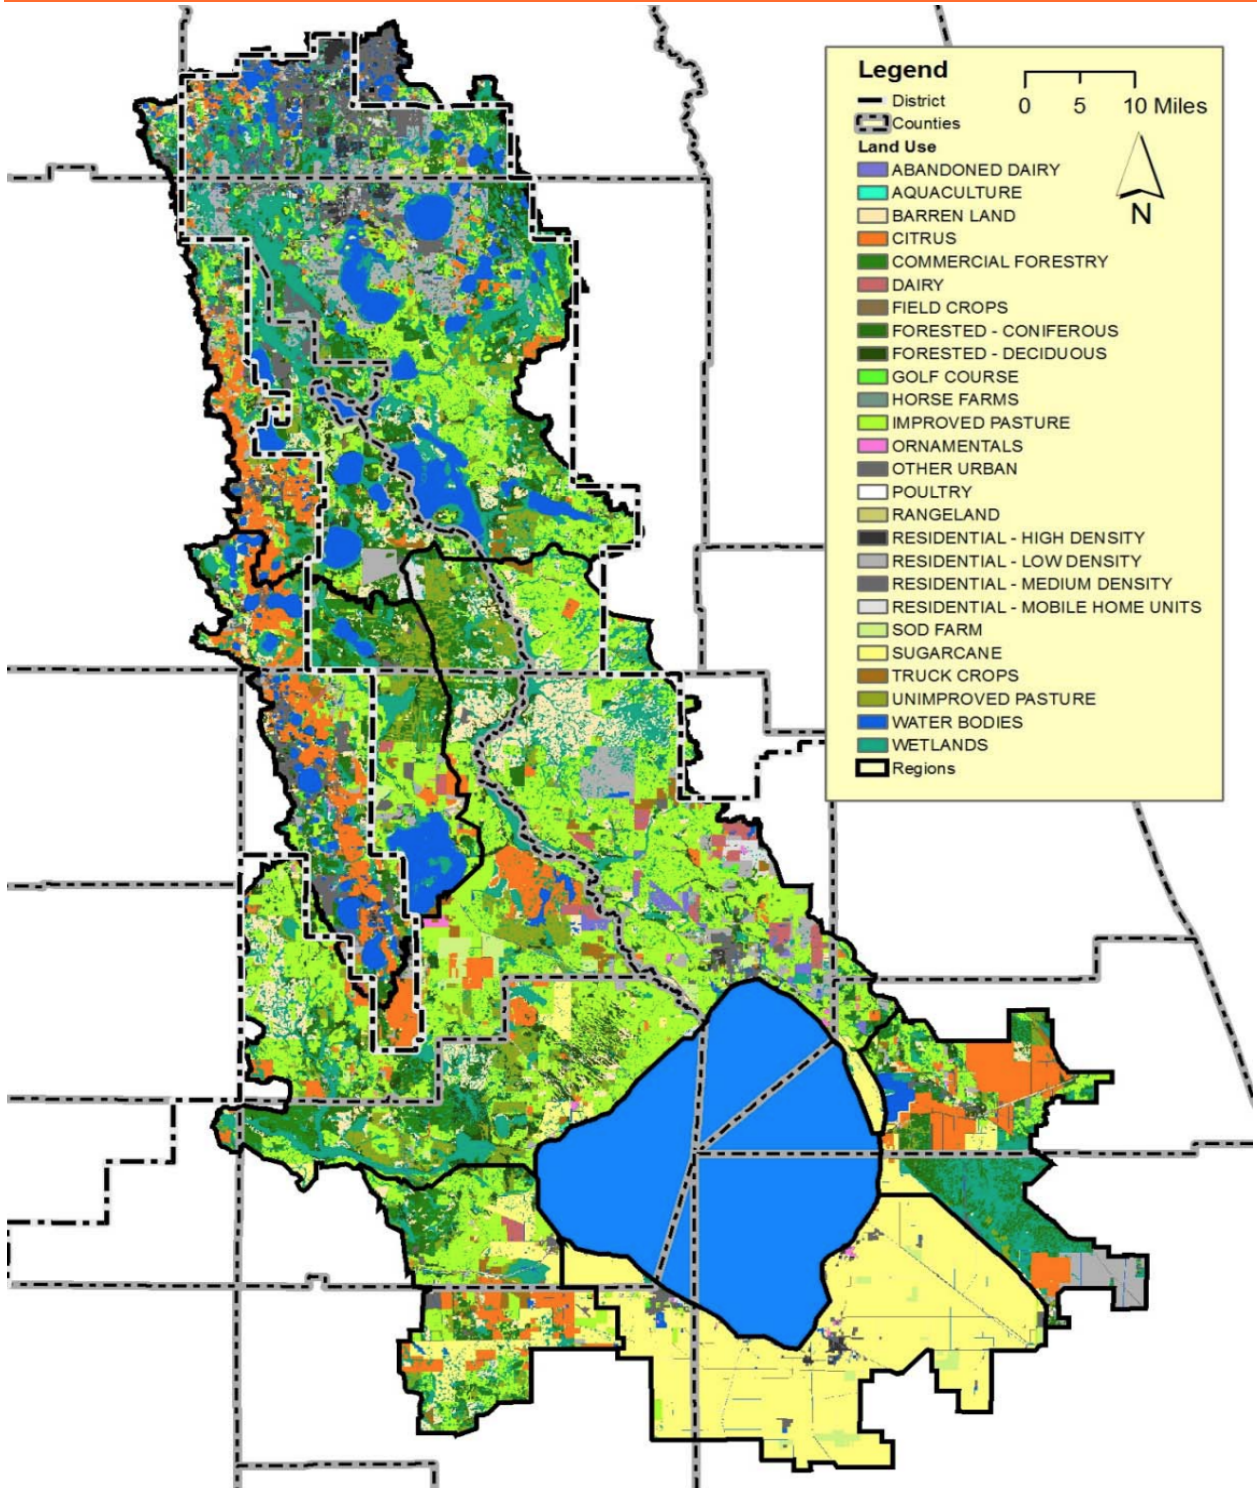 Legend
District
Counties
0 5 10 Miles
N
Land Use
ABANDONED DAIRY
AQUACULTURE
BARREN LAND
CITRUS
COMMERCIAL FORESTRY
DAIRY
FIELD CROPS
FORESTED - CONIFEROUS
FORESTED - DECIDUOUS
GOLF COURSE
HORSE FARMS
IMPROVED PASTURE
ORNAMENTALS
OTHER URBAN
POULTRY
RANGELAND
RESIDENTIAL - HIGH DENSITY
RESIDENTIAL - LOW DENSITY
RESIDENTIAL - MEDIUM DENSITY
RESIDENTIAL - MOBILE HOME UNITS
SOD FARM
SUGARCANE
TRUCK CROPS
UNIMPROVED PASTURE
WATER BODIES
WETLANDS
Regions